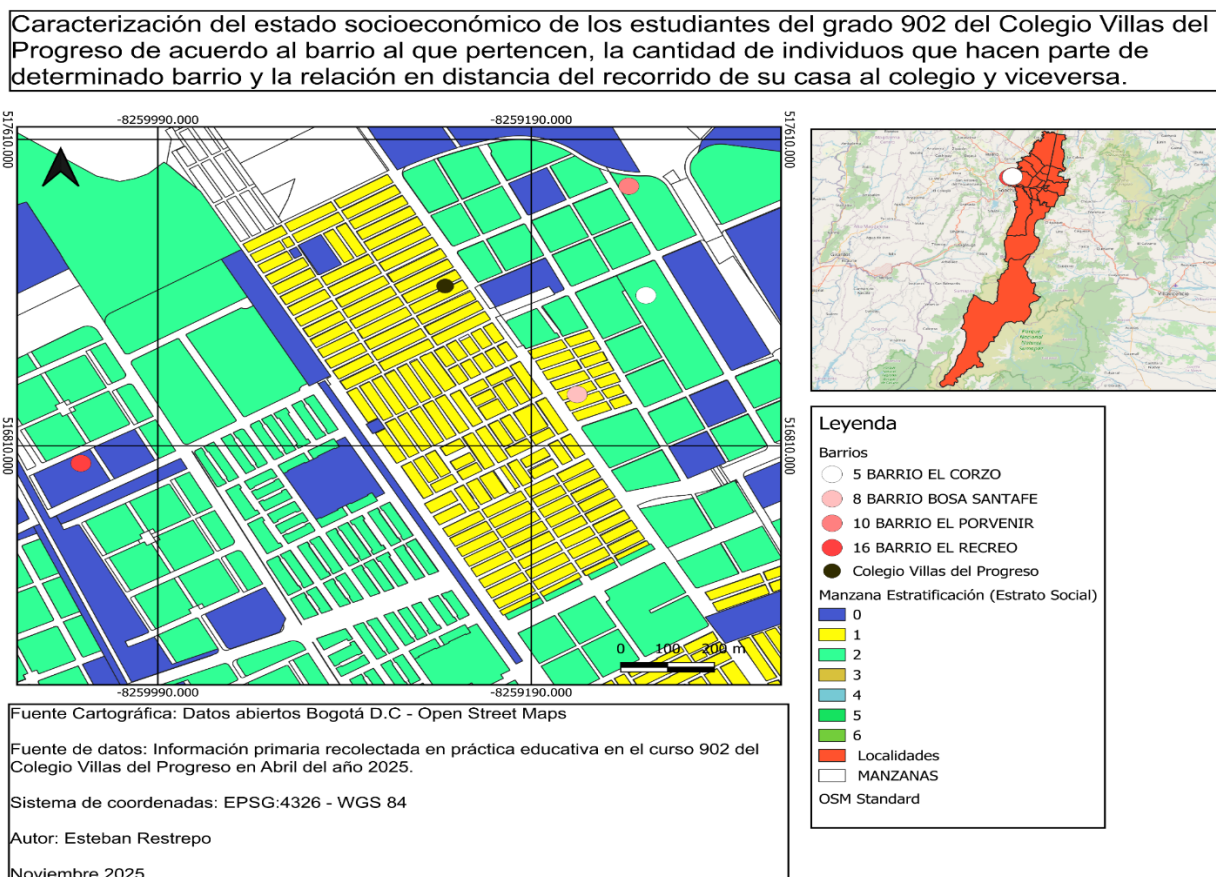 Caracterización del estado socioeconómico de los estudiantes del grado 902 del Colegio Villas del
Progreso de acuerdo al barrio al que pertencen, la cantidad de individuos que hacen parte de
determinado barrio y la relación en distancia del recorrido de su casa al colegio y viceversa.
-8259990.000
-8259190.000
517610.000
517610.000
516810.000
516810.000
0 100 200 m
-8259990.000
-8259190.000
Leyenda
Barrios
5 BARRIO EL CORZO
8 BARRIO BOSA SANTAFE
10 BARRIO EL PORVENIR
16 BARRIO EL RECREO
Colegio Villas del Progreso
Manzana Estratificación (Estrato Social)
0
1
2
3
4
5
6
Localidades
MANZANAS
OSM Standard
Fuente Cartográfica: Datos abiertos Bogotá D.C - Open Street Maps
Fuente de datos: Información primaria recolectada en práctica educativa en el curso 902 del
Colegio Villas del Progreso en Abril del año 2025.
Sistema de coordenadas: EPSG:4326 - WGS 84
Autor: Esteban Restrepo
Noviembre 2025